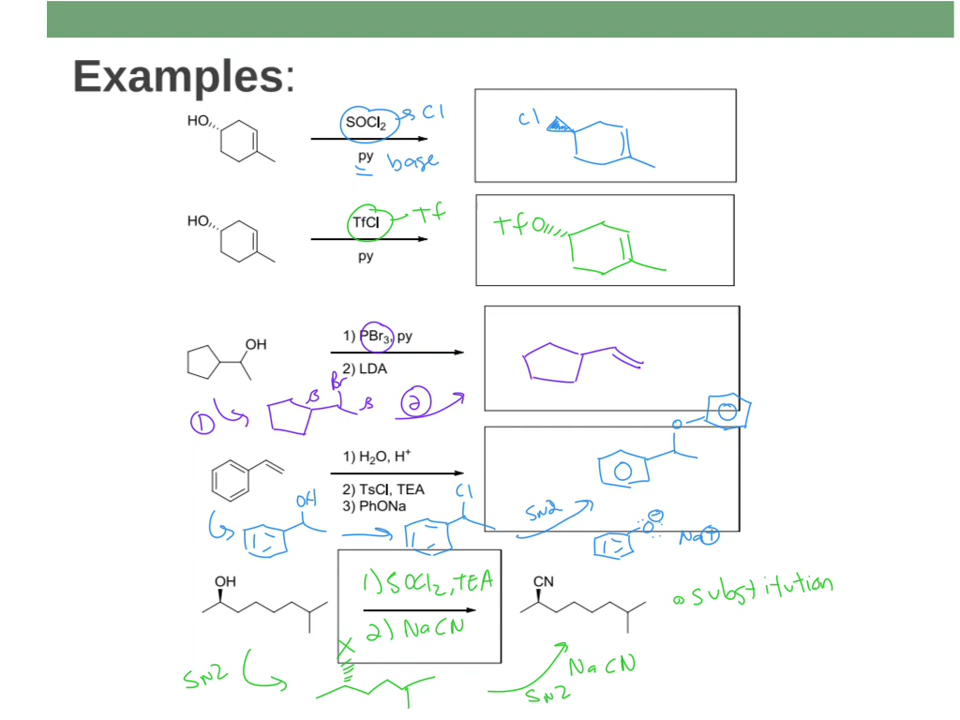 Examples:
HO
SOCl2
Cl
py
base
Cl
HO
TfCl
Tf
py
TfO
OH
1) PBr3, py
2) LDA
1
β
Br
β
2
O
1) H2O, H+
2) TsCl, TEA
3) PhONa
OH
Cl
SN2
O
Na+
OH
1) SOCl2, TEA
2) NaCN
CN
substitution
X
SN2
SN2
NaCN